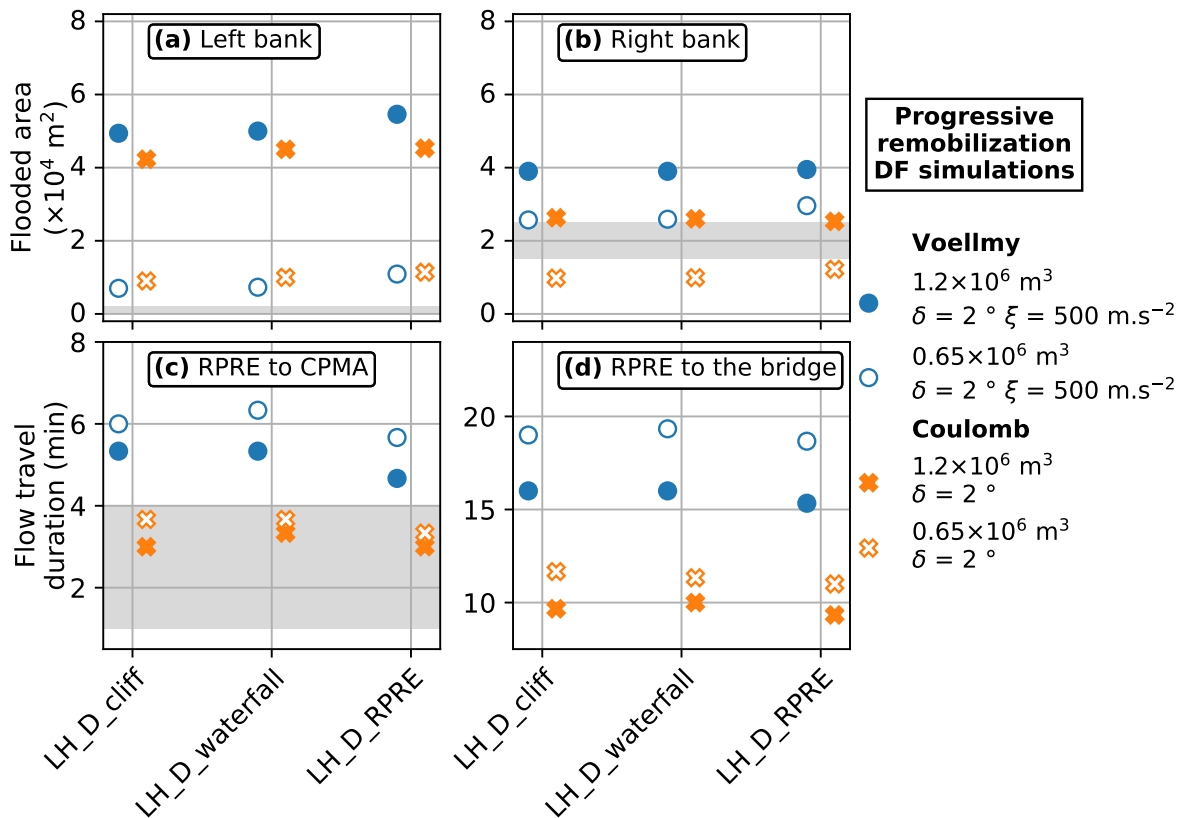 (a) Left bank
(b) Right bank
8
6
4
2
0
Flooded area
(×10⁴ m²)
8
6
4
2
0
(c) RPRE to CPMA
(d) RPRE to the bridge
8
6
4
2
Flow travel
duration (min)
20
15
10
LH_D_cliff
LH_D_waterfall
LH_D_RPRE
LH_D_cliff
LH_D_waterfall
LH_D_RPRE
Progressive
remobilization
DF simulations
Voellmy
1.2×10⁶ m³
δ = 2 ° ξ = 500 m.s⁻²
0.65×10⁶ m³
δ = 2 ° ξ = 500 m.s⁻²
Coulomb
1.2×10⁶ m³
δ = 2 °
0.65×10⁶ m³
δ = 2 °